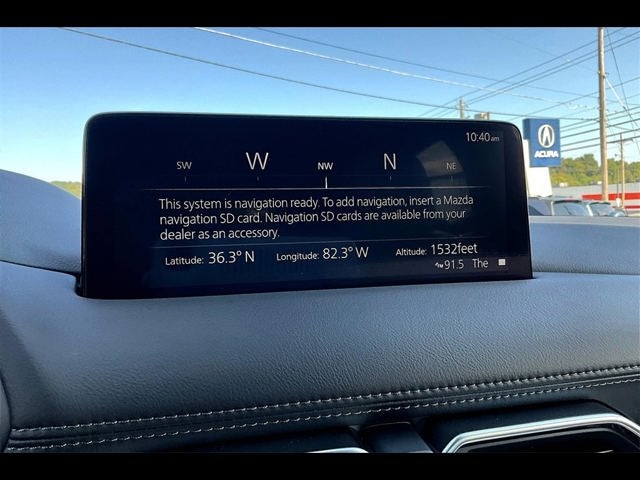 10:40 am
SW W NW N NE
This system is navigation ready. To add navigation, insert a Mazda
navigation SD card. Navigation SD cards are available from your
dealer as an accessory.
Latitude: 36.3° N Longitude: 82.3° W Altitude: 1532feet
91.5 The
ACURA